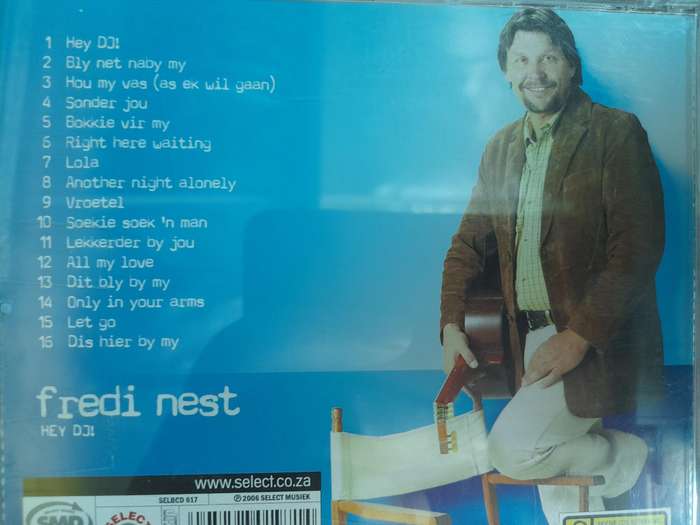 1 Hey DJ!
2 Bly net naby my
3 Hou my vas (as ek wil gaan)
4 Sonder jou
5 Bokkie vir my
6 Right here waiting
7 Lola
8 Another night alonely
9 Vroetel
10 Soekie soek 'n man
11 Lekkerder by jou
12 All my love
13 Dit bly by my
14 Only in your arms
15 Let go
16 Dis hier by my
fredi nest
HEY DJ!
www.select.co.za
SELBCD 617
℗ 2006 SELECT MUSIEK
SMD
SELECT